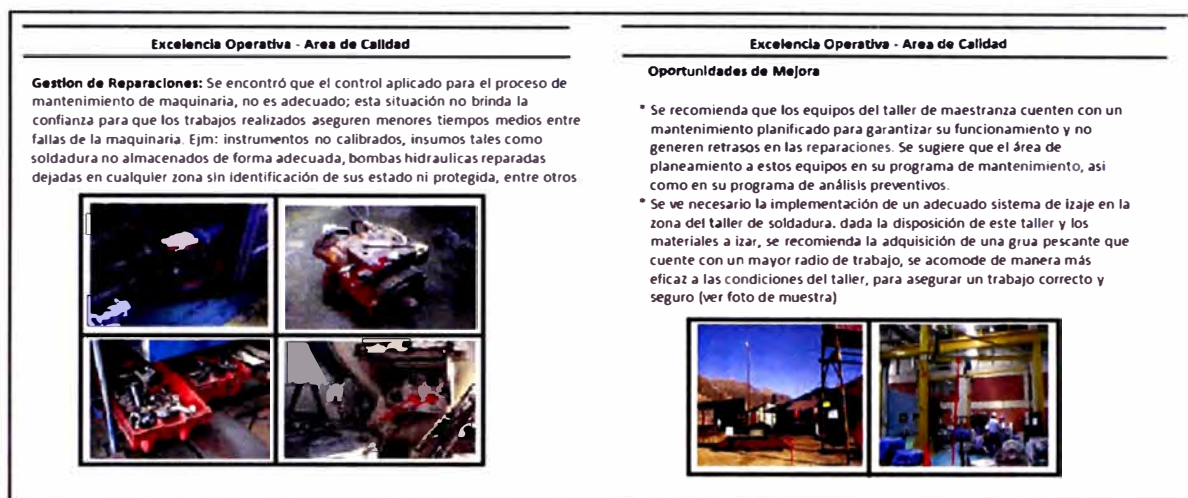 Excelencia Operativa - Area de Calidad
Gestion de Reparaciones: Se encontró que el control aplicado para el proceso de
mantenimiento de maquinaria, no es adecuado; esta situación no brinda la
confianza para que los trabajos realizados aseguren menores tiempos medios entre
fallas de la maquinaria. Ejm: instrumentos no calibrados, insumos tales como
soldadura no almacenados de forma adecuada, bombas hidraulicas reparadas
dejadas en cualquier zona sin identificación de sus estado ni protegida, entre otros
Excelencia Operativa - Area de Calidad
Oportunidades de Mejora
* Se recomienda que los equipos del taller de maestranza cuenten con un
mantenimiento planificado para garantizar su funcionamiento y no
generen retrasos en las reparaciones. Se sugiere que el área de
planeamiento a estos equipos en su programa de mantenimiento, asi
como en su programa de análisis preventivos.
* Se ve necesario la implementación de un adecuado sistema de izaje en la
zona del taller de soldadura. dada la disposición de este taller y los
materiales a izar, se recomienda la adquisición de una grua pescante que
cuente con un mayor radio de trabajo, se acomode de manera más
eficaz a las condiciones del taller, para asegurar un trabajo correcto y
seguro (ver foto de muestra)